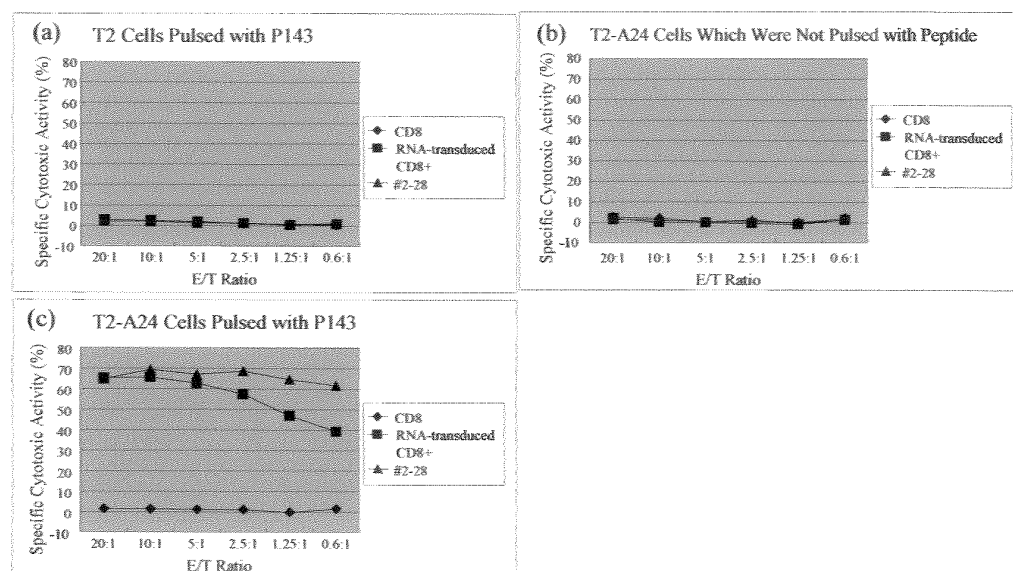 (a) T2 Cells Pulsed with P143
Specific Cytotoxic Activity (%)
80
70
60
50
40
30
20
10
0
-10
20:1 10:1 5:1 2.5:1 1.25:1 0.6:1
E/T Ratio
CD8
RNA-transduced
CD8+
#2-28
(b) T2-A24 Cells Which Were Not Pulsed with Peptide
Specific Cytotoxic Activity (%)
80
70
60
50
40
30
20
10
0
-10
20:1 10:1 5:1 2.5:1 1.25:1 0.6:1
E/T Ratio
CD8
RNA-transduced
CD8+
#2-28
(c) T2-A24 Cells Pulsed with P143
Specific Cytotoxic Activity (%)
80
70
60
50
40
30
20
10
0
-10
20:1 10:1 5:1 2.5:1 1.25:1 0.6:1
E/T Ratio
CD8
RNA-transduced
CD8+
#2-28